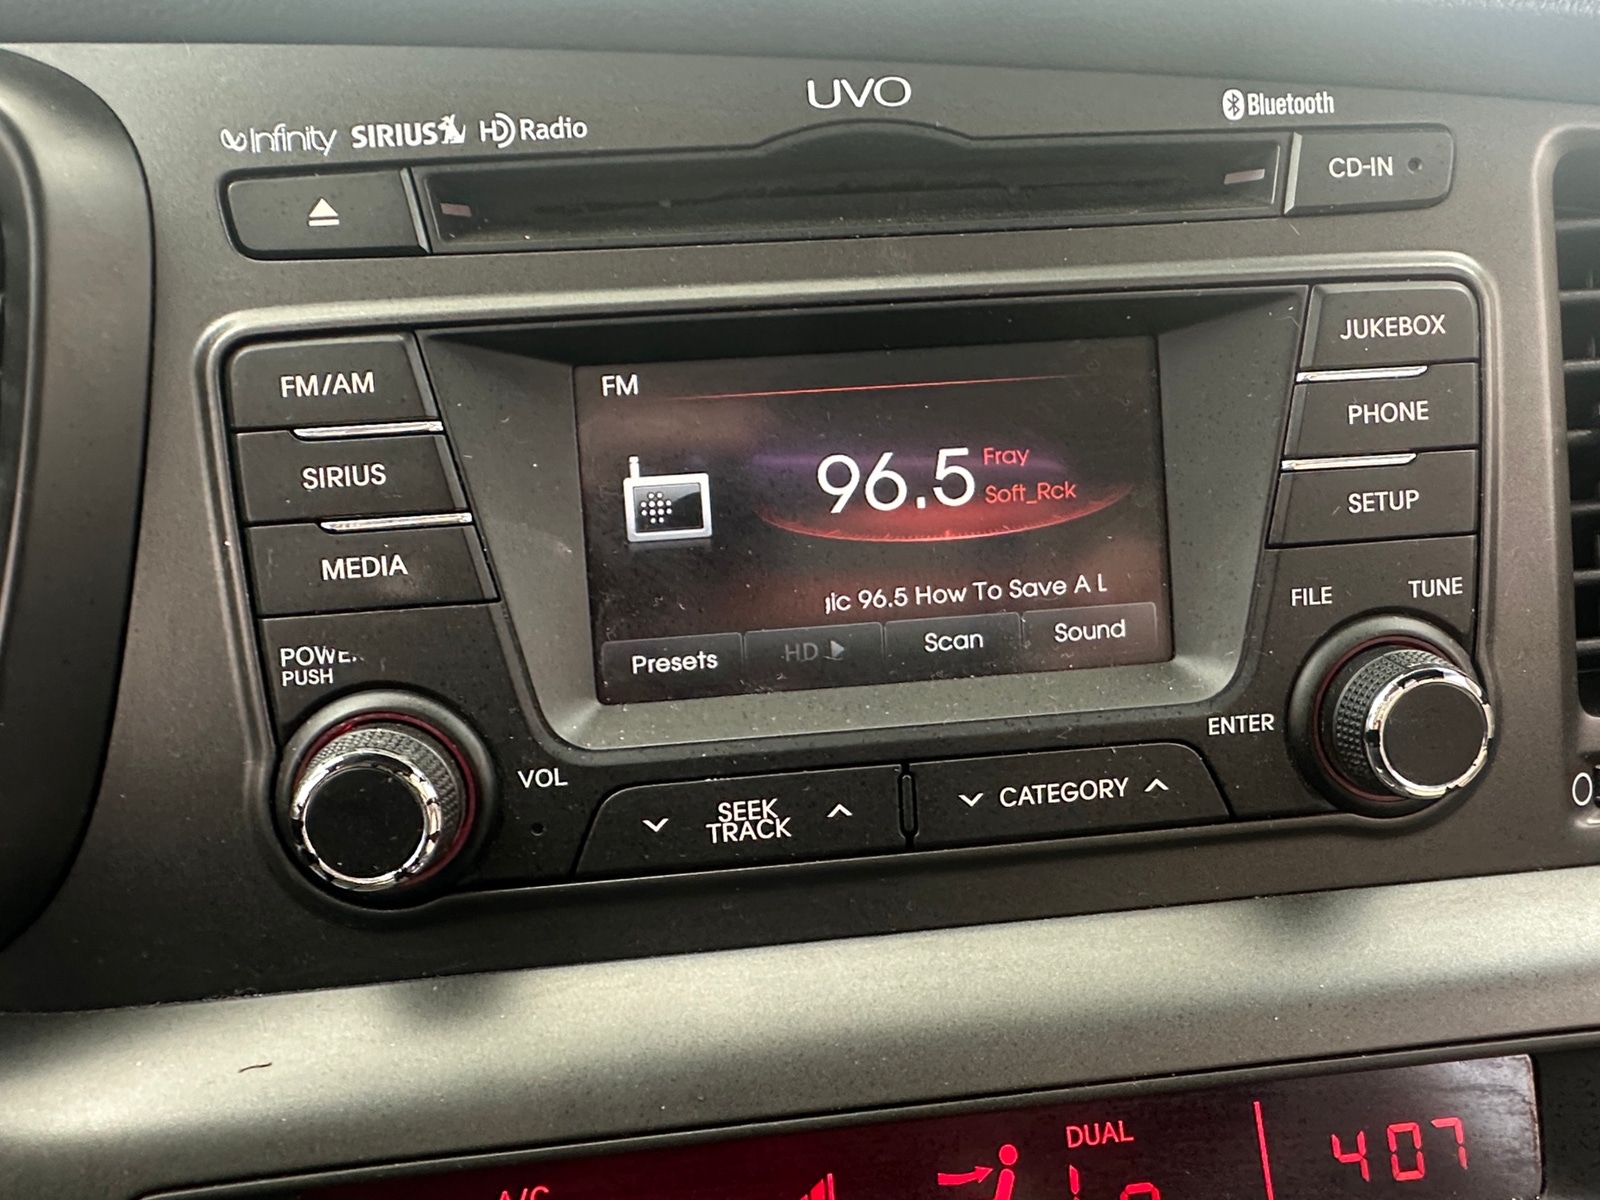 UVO
Infinity SIRIUS HD Radio
Bluetooth
CD-IN
FM/AM
SIRIUS
MEDIA
JUKEBOX
PHONE
SETUP
FM
96.5
Fray
Soft_Rck
96.5 How To Save A L
Presets
HD
Scan
Sound
POWER
PUSH
VOL
FILE
TUNE
ENTER
SEEK
TRACK
CATEGORY
0
DUAL
407
A/C